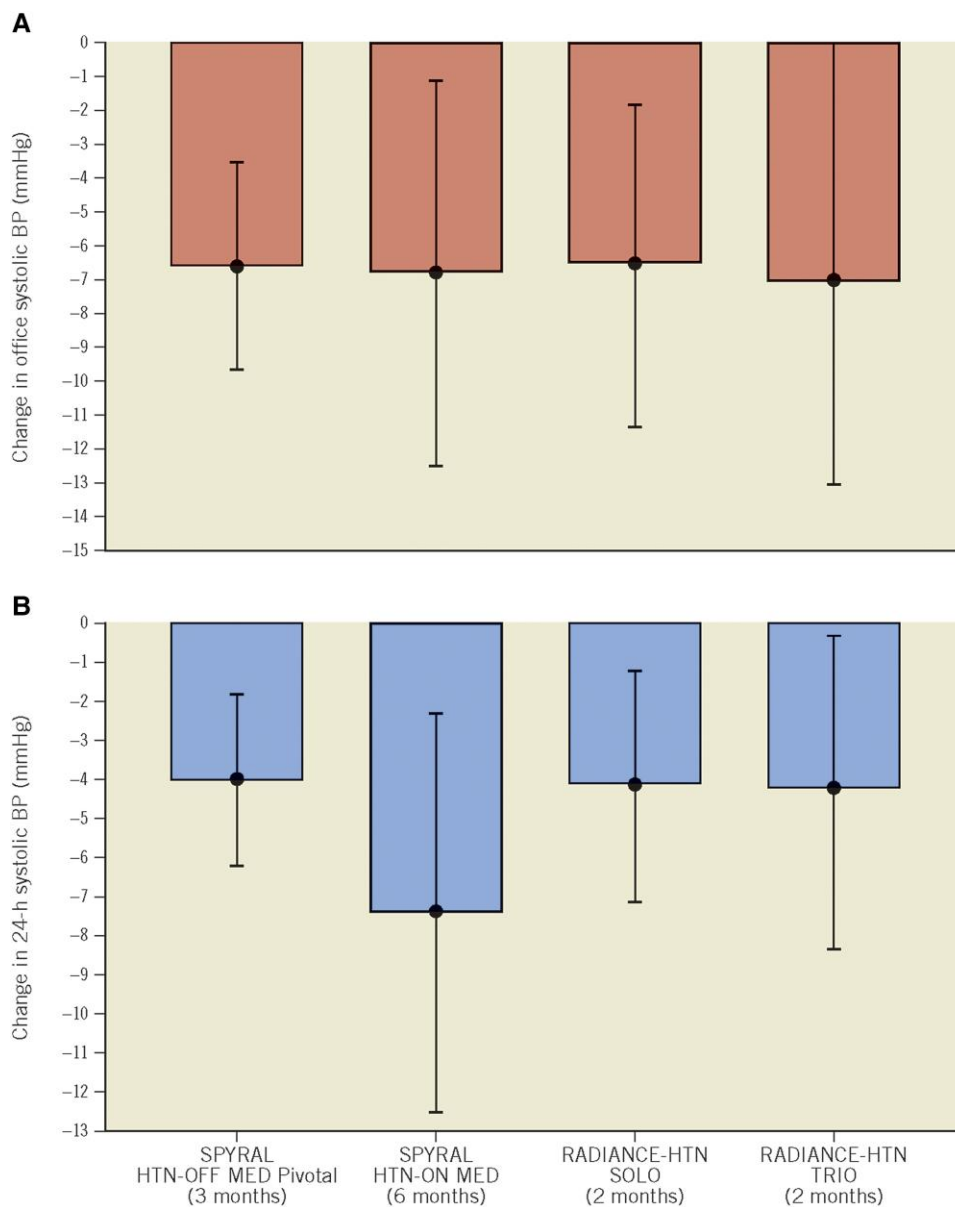 A
Change in office systolic BP (mmHg)
0
–1
–2
–3
–4
–5
–6
–7
–8
–9
–10
–11
–12
–13
–14
–15
B
Change in 24-h systolic BP (mmHg)
0
–1
–2
–3
–4
–5
–6
–7
–8
–9
–10
–11
–12
–13
SPYRAL
HTN-OFF MED Pivotal
(3 months)
SPYRAL
HTN-ON MED
(6 months)
RADIANCE-HTN
SOLO
(2 months)
RADIANCE-HTN
TRIO
(2 months)